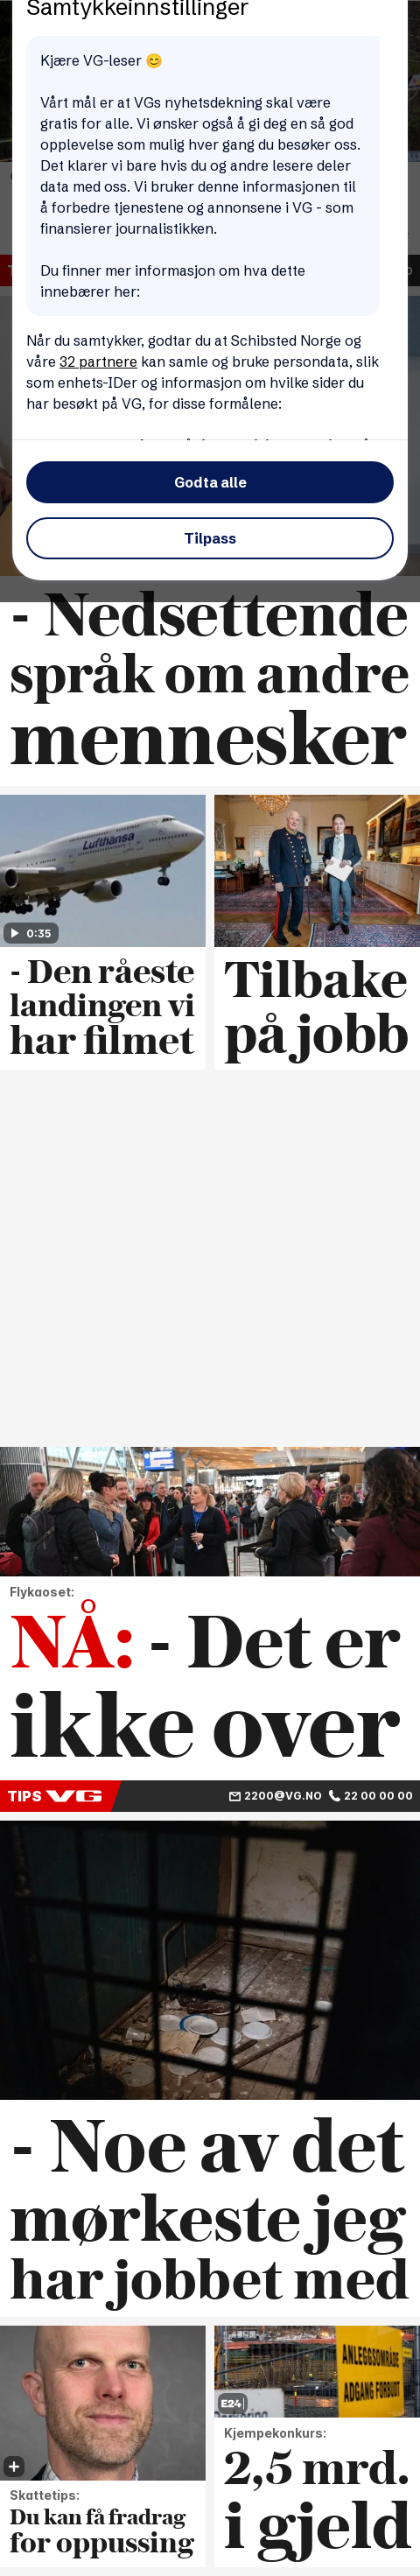 Samtykkeinnstillinger
Kjære VG-leser 😊
Vårt mål er at VGs nyhetsdekning skal være
gratis for alle. Vi ønsker også å gi deg en så god
opplevelse som mulig hver gang du besøker oss.
Det klarer vi bare hvis du og andre lesere deler
data med oss. Vi bruker denne informasjonen til
å forbedre tjenestene og annonsene i VG - som
finansierer journalistikken.
Du finner mer informasjon om hva dette
innebærer her:
Når du samtykker, godtar du at Schibsted Norge og
våre 32 partnere kan samle og bruke persondata, slik
som enhets-IDer og informasjon om hvilke sider du
har besøkt på VG, for disse formålene:
Godta alle
Tilpass
- Nedsettende
språk om andre
mennesker
Lufthansa
0:35
- Den råeste
landingen vi
har filmet
Tilbake
på jobb
Flykaoset:
NÅ: - Det er
ikke over
TIPS VG 2200@VG.NO 22 00 00 00
- Noe av det
mørkeste jeg
har jobbet med
Skattetips:
Du kan få fradrag
for oppussing
ANLEGGSOMRÅDE
ADGANG FORBUDT
E24
Kjempekonkurs:
2,5 mrd.
i gjeld